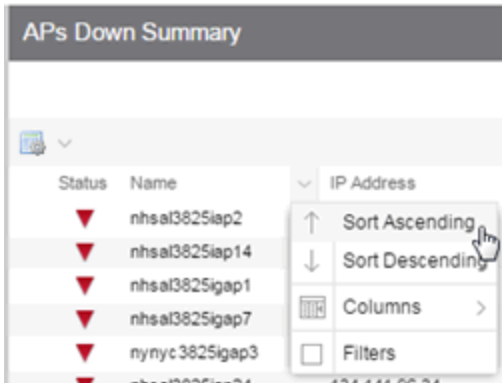 APs Down Summary
Status Name IP Address
nhsal3825iap2
Sort Ascending
nhsal3825iap14
Sort Descending
nhsal3825igap1
Columns
nhsal3825igap7
nynyc3825igap3
Filters